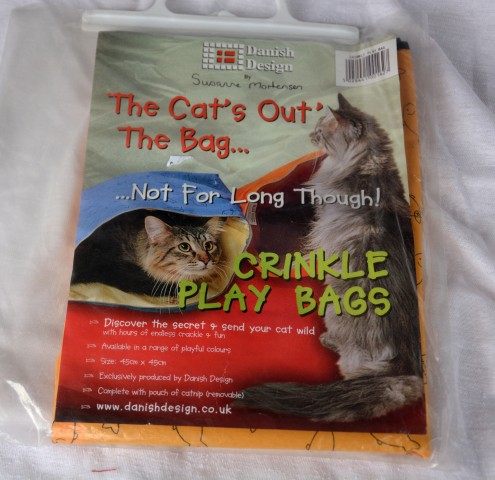 Danish
Design
By
Susanne Mortensen
The Cat's Out'
The Bag...
...Not For Long Though!
CRINKLE
PLAY BAGS
Discover the secret & send your cat wild
with hours of endless crackle & fun
Available in a range of playful colours
Size: 45cm x 45cm
Exclusively produced by Danish Design
Complete with pouch of catnip (removable)
www.danishdesign.co.uk